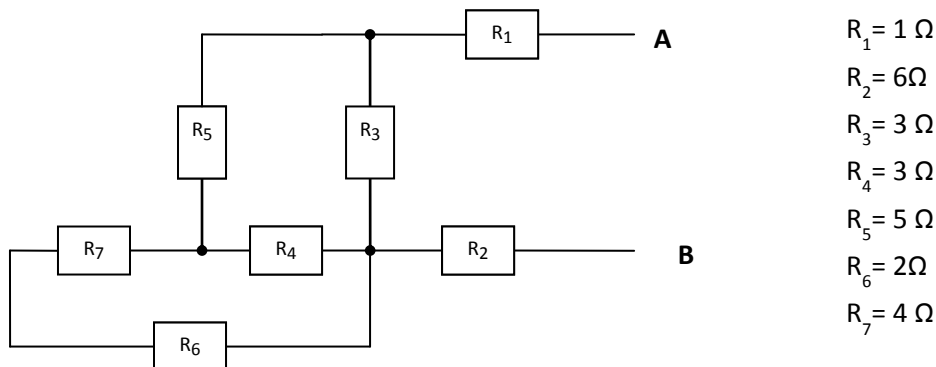 R1
A
R5
R3
R7
R4
R2
B
R6
R1= 1 Ω
R2= 6Ω
R3= 3 Ω
R4= 3 Ω
R5= 5 Ω
R6= 2Ω
R7= 4 Ω